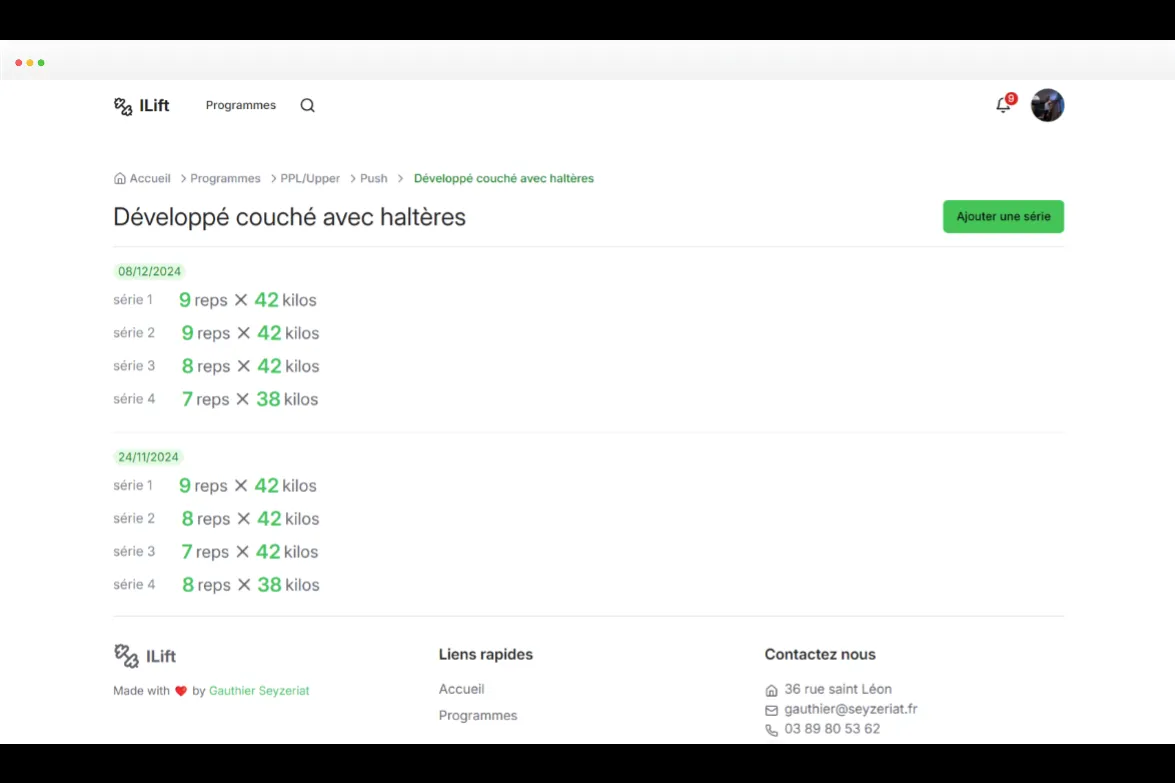 ILift Programmes 9
Accueil > Programmes > PPL/Upper > Push > Développé couché avec haltères
Développé couché avec haltères Ajouter une série
08/12/2024
série 1 9 reps × 42 kilos
série 2 9 reps × 42 kilos
série 3 8 reps × 42 kilos
série 4 7 reps × 38 kilos
24/11/2024
série 1 9 reps × 42 kilos
série 2 8 reps × 42 kilos
série 3 7 reps × 42 kilos
série 4 8 reps × 38 kilos
ILift Liens rapides Contactez nous
Made with ❤ by Gauthier Seyzeriat Accueil 36 rue saint Léon
gauthier@seyzeriat.fr
Programmes
03 89 80 53 62